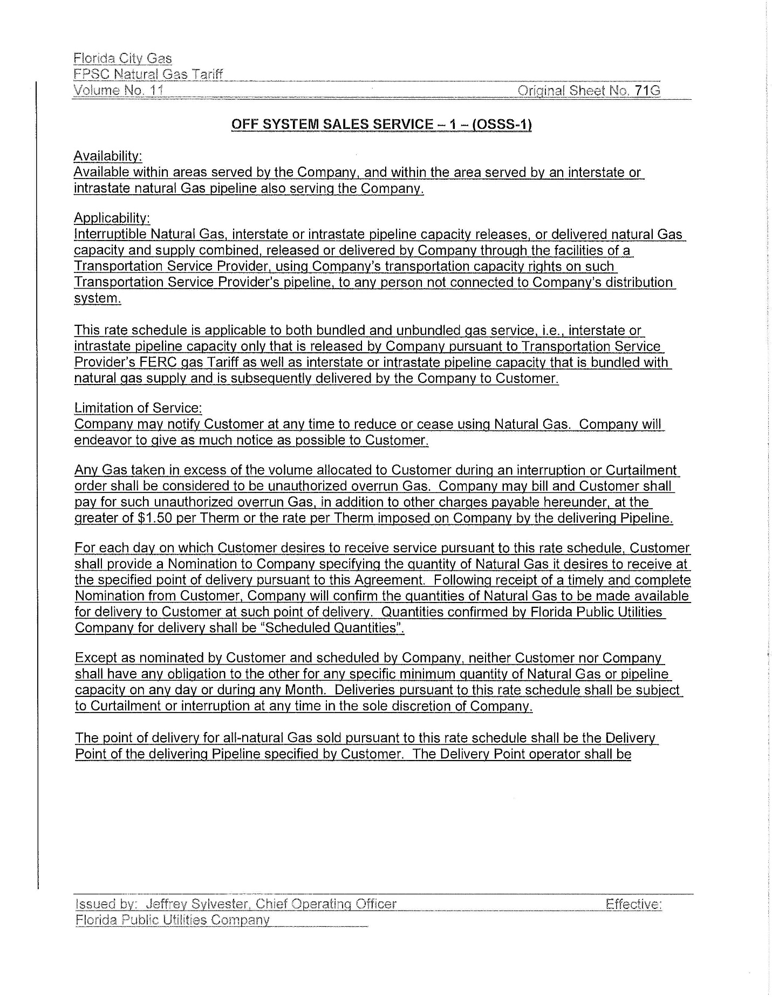 Florida City Gas
FPSC Natural Gas Tariff
Volume No. 11 Original Sheet No. 71G
OFF SYSTEM SALES SERVICE – 1 – (OSSS-1)
Availability:
Available within areas served by the Company, and within the area served by an interstate or
intrastate natural Gas pipeline also serving the Company.
Applicability:
Interruptible Natural Gas, interstate or intrastate pipeline capacity releases, or delivered natural Gas
capacity and supply combined, released or delivered by Company through the facilities of a
Transportation Service Provider, using Company's transportation capacity rights on such
Transportation Service Provider's pipeline, to any person not connected to Company's distribution
system.
This rate schedule is applicable to both bundled and unbundled gas service, i.e., interstate or
intrastate pipeline capacity only that is released by Company pursuant to Transportation Service
Provider's FERC gas Tariff as well as interstate or intrastate pipeline capacity that is bundled with
natural gas supply and is subsequently delivered by the Company to Customer.
Limitation of Service:
Company may notify Customer at any time to reduce or cease using Natural Gas. Company will
endeavor to give as much notice as possible to Customer.
Any Gas taken in excess of the volume allocated to Customer during an interruption or Curtailment
order shall be considered to be unauthorized overrun Gas. Company may bill and Customer shall
pay for such unauthorized overrun Gas, in addition to other charges payable hereunder, at the
greater of $1.50 per Therm or the rate per Therm imposed on Company by the delivering Pipeline.
For each day on which Customer desires to receive service pursuant to this rate schedule, Customer
shall provide a Nomination to Company specifying the quantity of Natural Gas it desires to receive at
the specified point of delivery pursuant to this Agreement. Following receipt of a timely and complete
Nomination from Customer, Company will confirm the quantities of Natural Gas to be made available
for delivery to Customer at such point of delivery. Quantities confirmed by Florida Public Utilities
Company for delivery shall be "Scheduled Quantities".
Except as nominated by Customer and scheduled by Company, neither Customer nor Company
shall have any obligation to the other for any specific minimum quantity of Natural Gas or pipeline
capacity on any day or during any Month. Deliveries pursuant to this rate schedule shall be subject
to Curtailment or interruption at any time in the sole discretion of Company.
The point of delivery for all-natural Gas sold pursuant to this rate schedule shall be the Delivery
Point of the delivering Pipeline specified by Customer. The Delivery Point operator shall be
Issued by: Jeffrey Sylvester, Chief Operating Officer Effective:
Florida Public Utilities Company